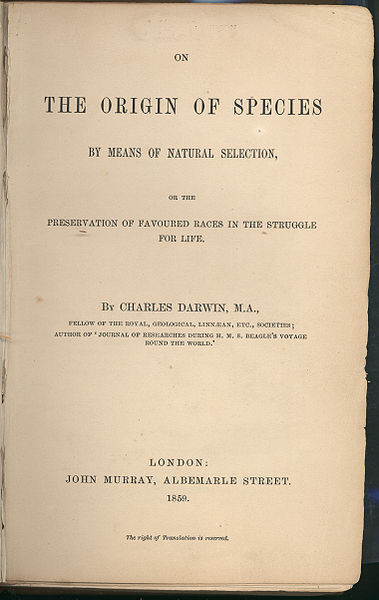 ON
THE ORIGIN OF SPECIES
BY MEANS OF NATURAL SELECTION,
OR THE
PRESERVATION OF FAVOURED RACES IN THE STRUGGLE
FOR LIFE.
BY CHARLES DARWIN, M.A.,
FELLOW OF THE ROYAL, GEOLOGICAL, LINNÆAN, ETC., SOCIETIES;
AUTHOR OF 'JOURNAL OF RESEARCHES DURING H. M. S. BEAGLE'S VOYAGE
ROUND THE WORLD.'
LONDON:
JOHN MURRAY, ALBEMARLE STREET.
1859.
The right of Translation is reserved.